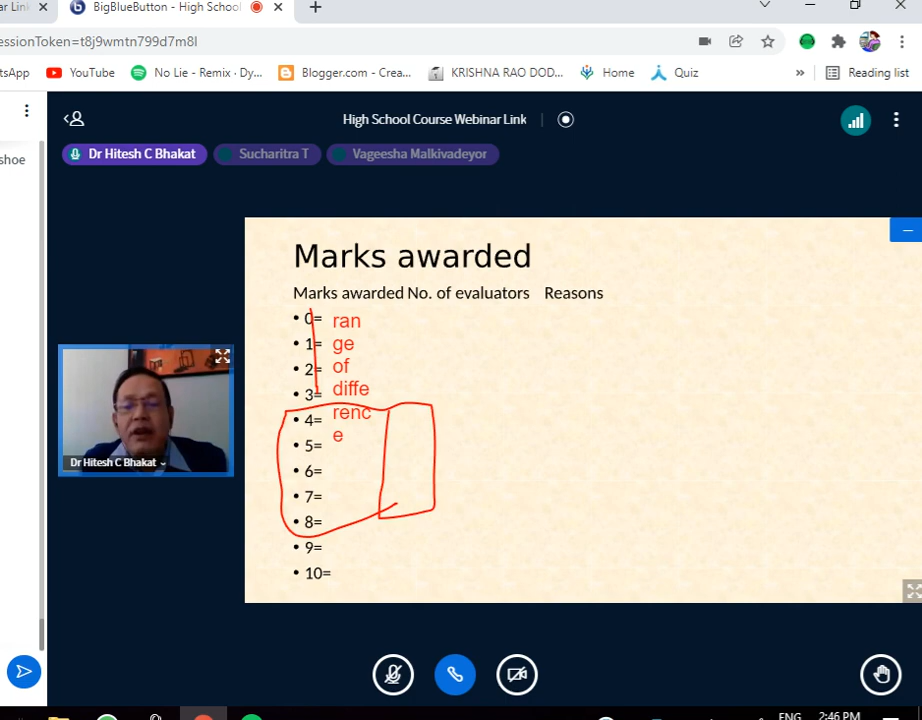 ar Link
BigBlueButton - High School
essionToken=t8j9wmtn799d7m8l
tsApp
YouTube
No Lie - Remix · Dy...
Blogger.com - Crea...
KRISHNA RAO DOD...
Home
Quiz
»
Reading list
shoe
High School Course Webinar Link
Dr Hitesh C Bhakat
Sucharitra T
Vageesha Malkivadeyor
Marks awarded
Marks awarded No. of evaluators Reasons
• 0= ran
• 1= ge
• 2= of
• 3= diffe
• 4= renc
• 5= e
• 6=
• 7=
• 8=
• 9=
• 10=
Dr Hitesh C Bhakat
ENG 2:46 PM